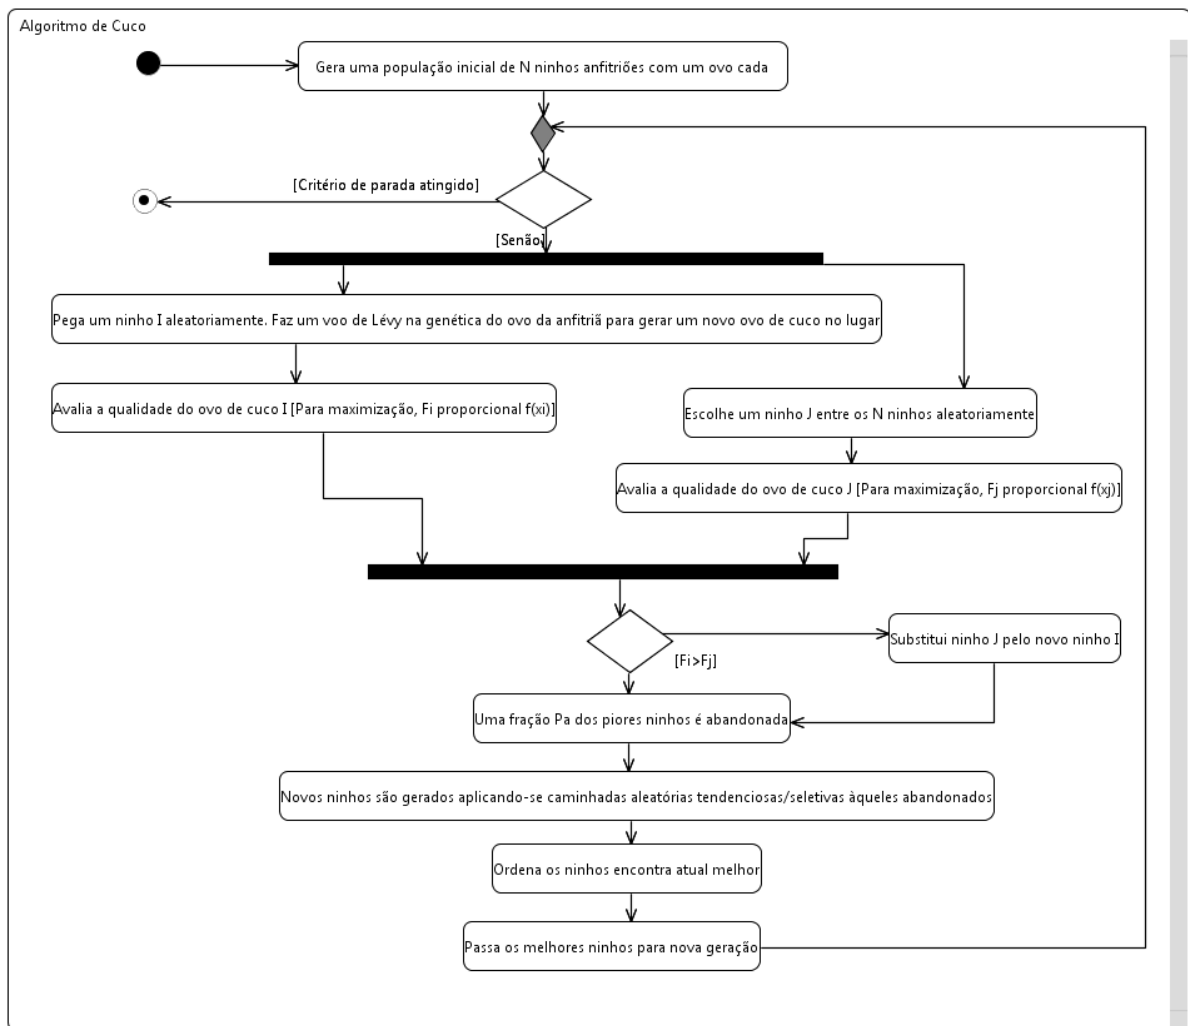 Algoritmo de Cuco
Gera uma população inicial de N ninhos anfitriões com um ovo cada
[Critério de parada atingido]
[Senão]
Pega um ninho I aleatoriamente. Faz um voo de Lévy na genética do ovo da anfitriã para gerar um novo ovo de cuco no lugar
Avalia a qualidade do ovo de cuco I [Para maximização, Fi proporcional f(xi)]
Escolhe um ninho J entre os N ninhos aleatoriamente
Avalia a qualidade do ovo de cuco J [Para maximização, Fj proporcional f(xj)]
[Fi>Fj]
Substitui ninho J pelo novo ninho I
Uma fração Pa dos piores ninhos é abandonada
Novos ninhos são gerados aplicando-se caminhadas aleatórias tendenciosas/seletivas àqueles abandonados
Ordena os ninhos encontra atual melhor
Passa os melhores ninhos para nova geração